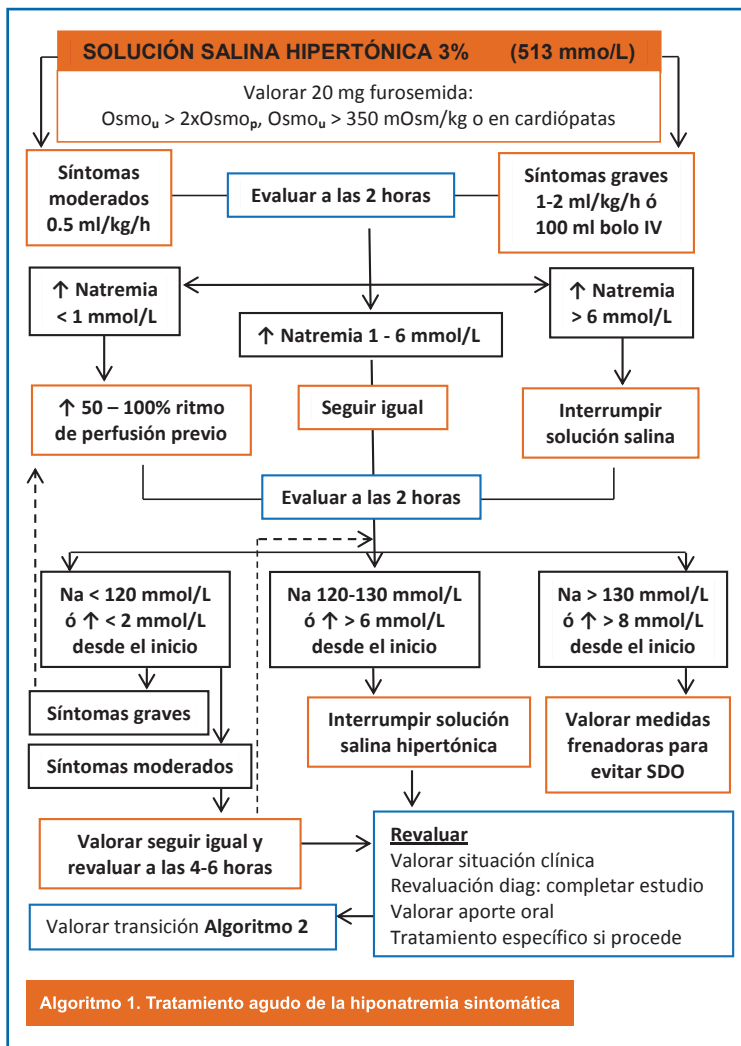 SOLUCIÓN SALINA HIPERTÓNICA 3% (513 mmo/L)
Valorar 20 mg furosemida:
Osmoᵤ > 2xOsmoₚ, Osmoᵤ > 350 mOsm/kg o en cardiópatas
Síntomas
moderados
0.5 ml/kg/h
Evaluar a las 2 horas
Síntomas graves
1-2 ml/kg/h ó
100 ml bolo IV
↑ Natremia
< 1 mmol/L
↑ Natremia 1 - 6 mmol/L
↑ Natremia
> 6 mmol/L
↑ 50 – 100% ritmo
de perfusión previo
Seguir igual
Interrumpir
solución salina
Evaluar a las 2 horas
Na < 120 mmol/L
ó ↑ < 2 mmol/L
desde el inicio
Na 120-130 mmol/L
ó ↑ > 6 mmol/L
desde el inicio
Na > 130 mmol/L
ó ↑ > 8 mmol/L
desde el inicio
Síntomas graves
Síntomas moderados
Interrumpir solución
salina hipertónica
Valorar medidas
frenadoras para
evitar SDO
Valorar seguir igual y
revaluar a las 4-6 horas
Revaluar
Valorar situación clínica
Revaluación diag: completar estudio
Valorar aporte oral
Tratamiento específico si procede
Valorar transición Algoritmo 2
Algoritmo 1. Tratamiento agudo de la hiponatremia sintomática